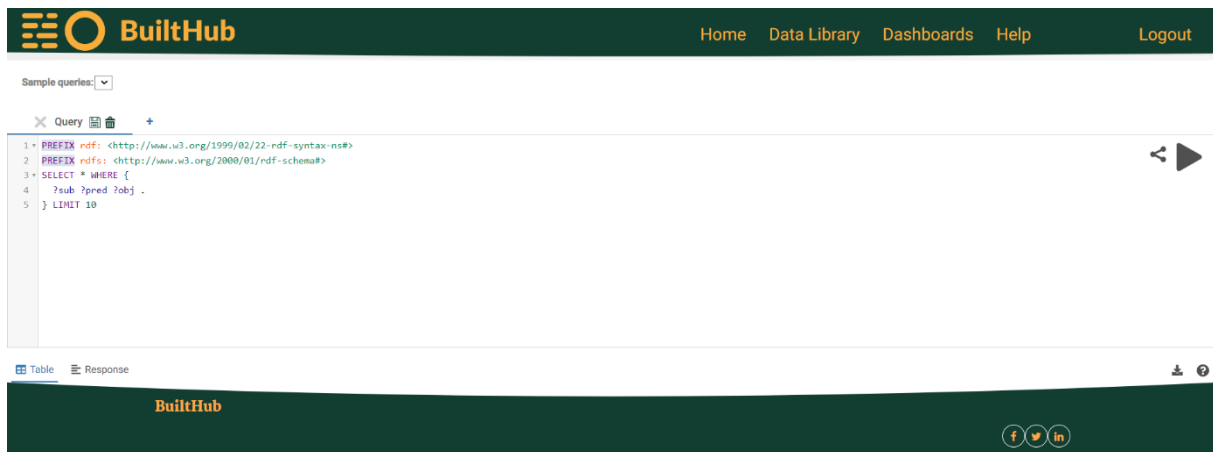 BuiltHub
Home Data Library Dashboards Help Logout
Sample queries:
Query +
1 PREFIX rdf: <http://www.w3.org/1999/02/22-rdf-syntax-ns#>
2 PREFIX rdfs: <http://www.w3.org/2000/01/rdf-schema#>
3 SELECT * WHERE {
4 ?sub ?pred ?obj .
5 } LIMIT 10
Table Response
BuiltHub
f in